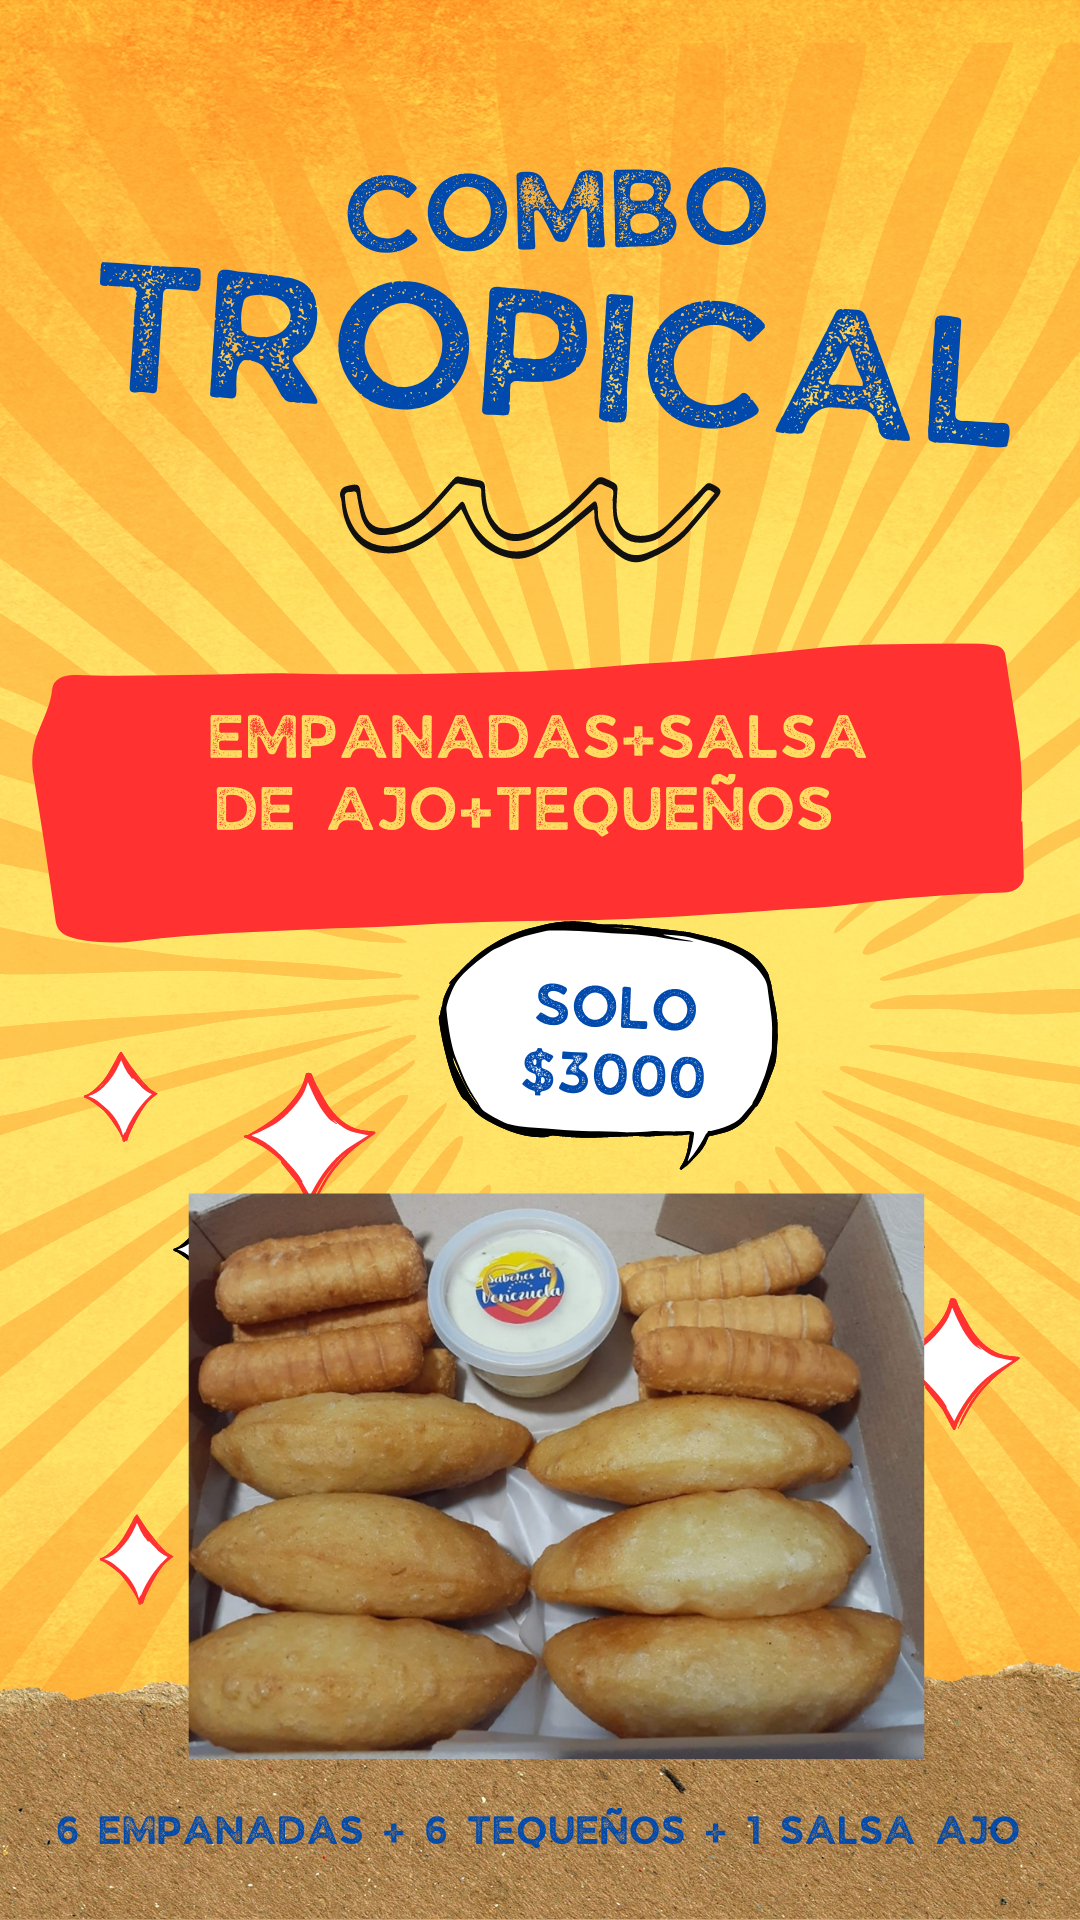 COMBO
TROPICAL
EMPANADAS+SALSA
DE AJO+TEQUEÑOS
SOLO
$3000
Sabores de
Venezuela
6 EMPANADAS + 6 TEQUEÑOS + 1 SALSA AJO